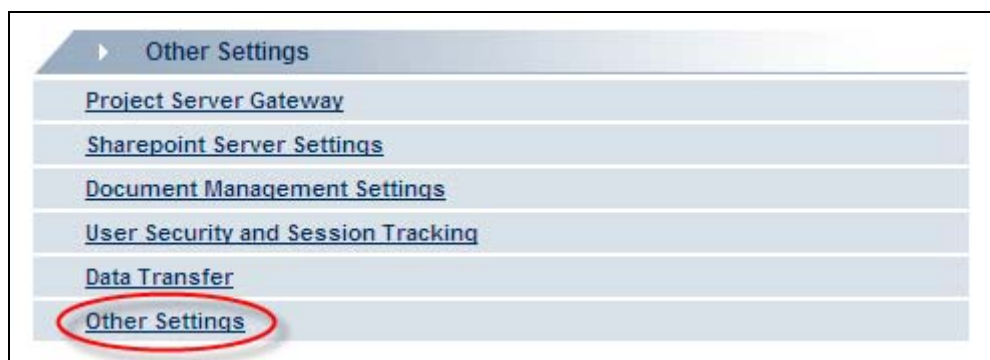 Other Settings
Project Server Gateway
Sharepoint Server Settings
Document Management Settings
User Security and Session Tracking
Data Transfer
Other Settings